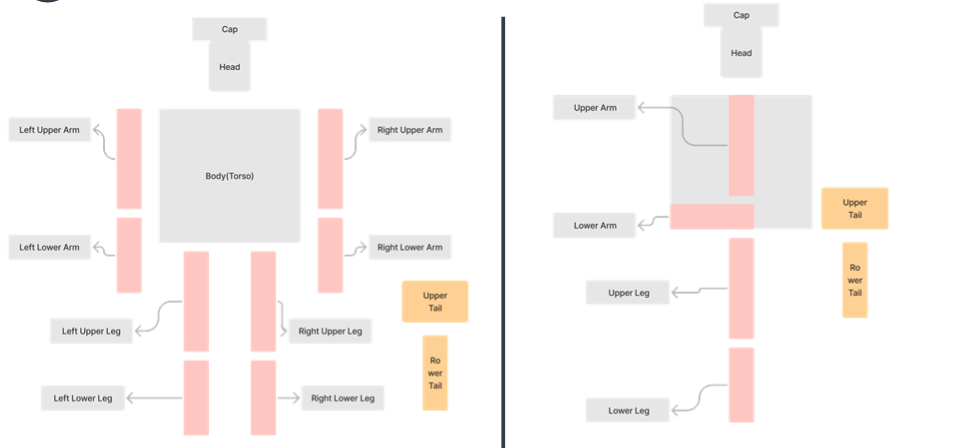 Cap
Head
Left Upper Arm
Right Upper Arm
Body(Torso)
Left Lower Arm
Right Lower Arm
Upper
Tail
Left Upper Leg
Right Upper Leg
Ro
wer
Tail
Left Lower Leg
Right Lower Leg
Cap
Head
Upper Arm
Upper
Tail
Lower Arm
Ro
wer
Tail
Upper Leg
Lower Leg